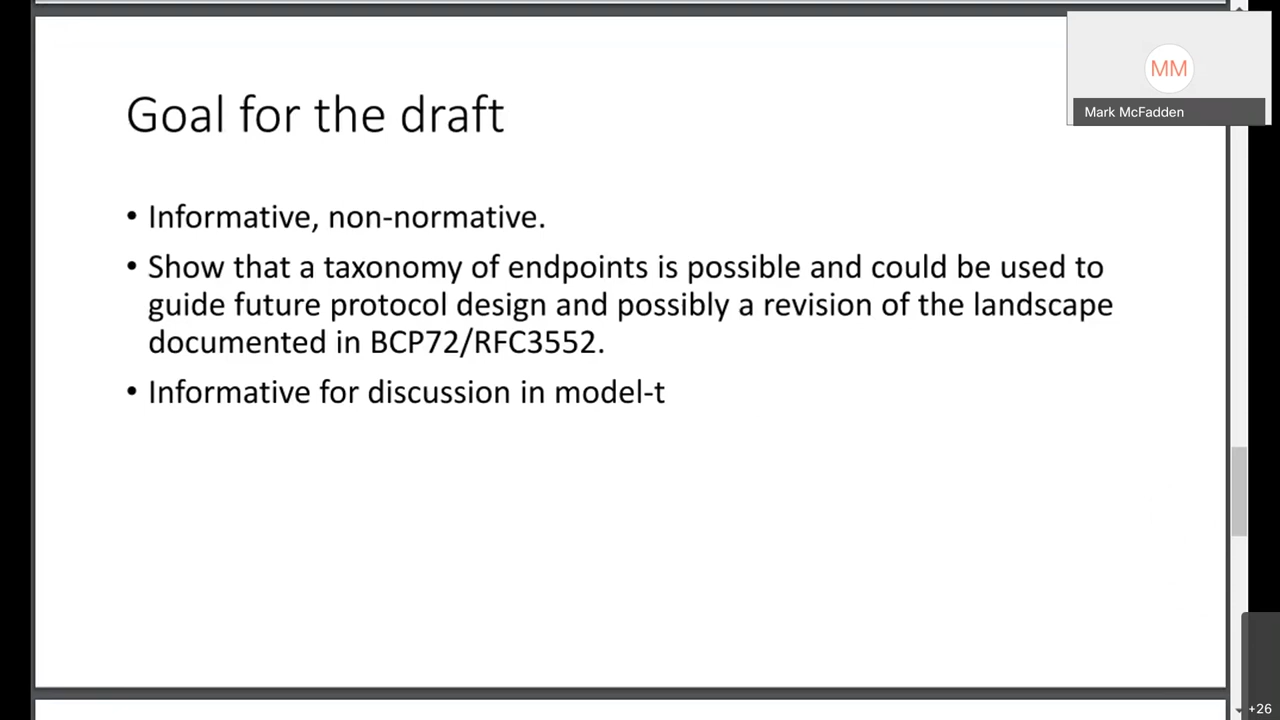 Goal for the draft
• Informative, non-normative.
• Show that a taxonomy of endpoints is possible and could be used to
guide future protocol design and possibly a revision of the landscape
documented in BCP72/RFC3552.
• Informative for discussion in model-t
MM
Mark McFadden
+26